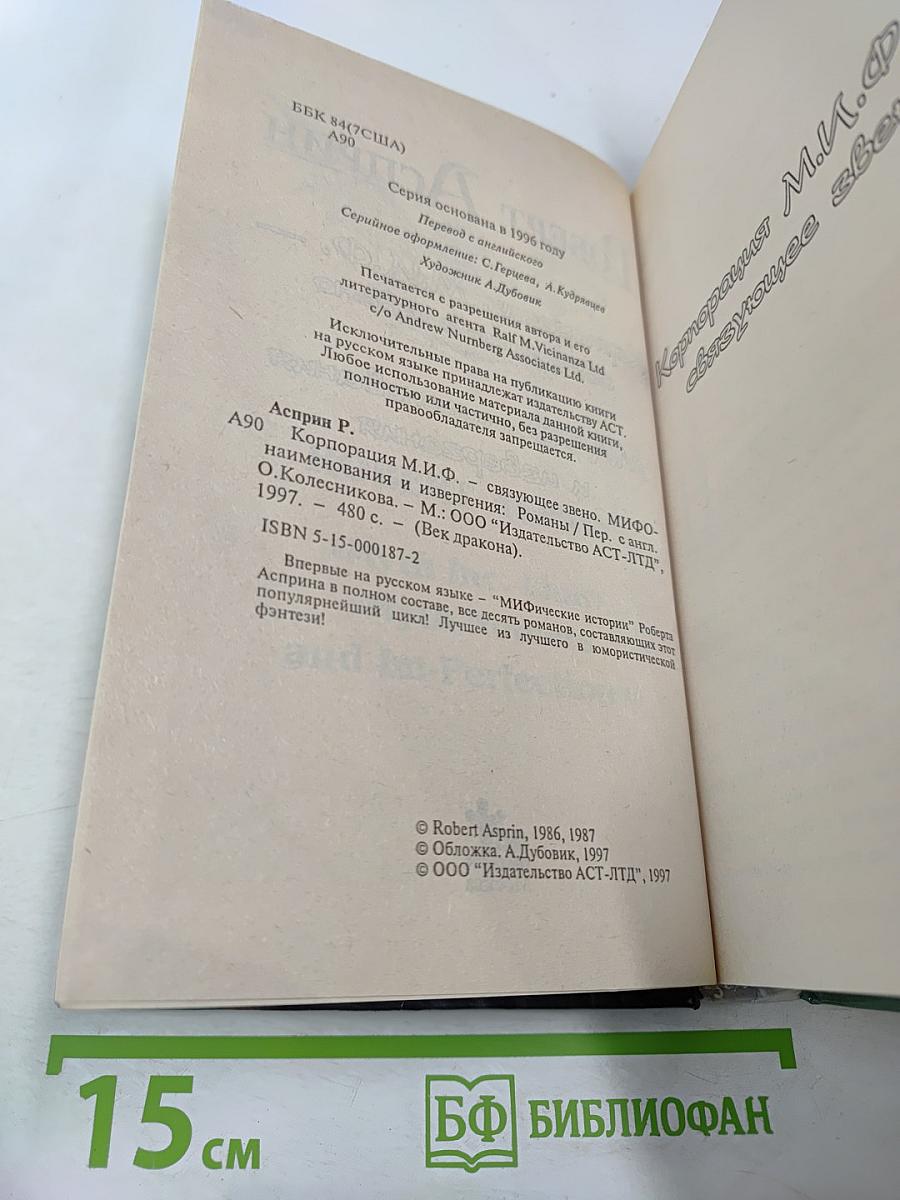 ББК 84(7США)
А90
Серия основана в 1996 году
Перевод с английского
Серийное оформление: С.Герцева, А.Кудрявцев
Художник А.Дубовик
Печатается с разрешения автора и его
литературного агента Ralf M.Vicinanza Ltd
c/o Andrew Nurnberg Associates Ltd.
Исключительные права на публикацию книги
на русском языке принадлежат издательству АСТ.
Любое использование материала данной книги,
полностью или частично, без разрешения
правообладателя запрещается.
Асприн Р.
А90 Корпорация М.И.Ф. – связующее звено. МИФО-
наименования и извергения: Романы / Пер. с англ.
О.Колесникова. – М.: ООО “Издательство АСТ-ЛТД”,
1997. – 480 с. – (Век дракона).
ISBN 5-15-000187-2
Впервые на русском языке – “МИФические истории” Роберта
Асприна в полном составе, все десять романов, составляющих этот
популярнейший цикл! Лучшее из лучшего в юмористической
фэнтези!
© Robert Asprin, 1986, 1987
© Обложка. А.Дубовик, 1997
© ООО “Издательство АСТ-ЛТД”, 1997
Корпорация М.И.Ф
связующее звен
15 см
БФ БИБЛИОФАН